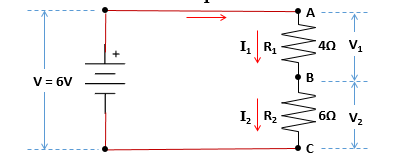 A
I₁ R₁ 4Ω V₁
B
V = 6V
+
I₂ R₂ 6Ω V₂
C